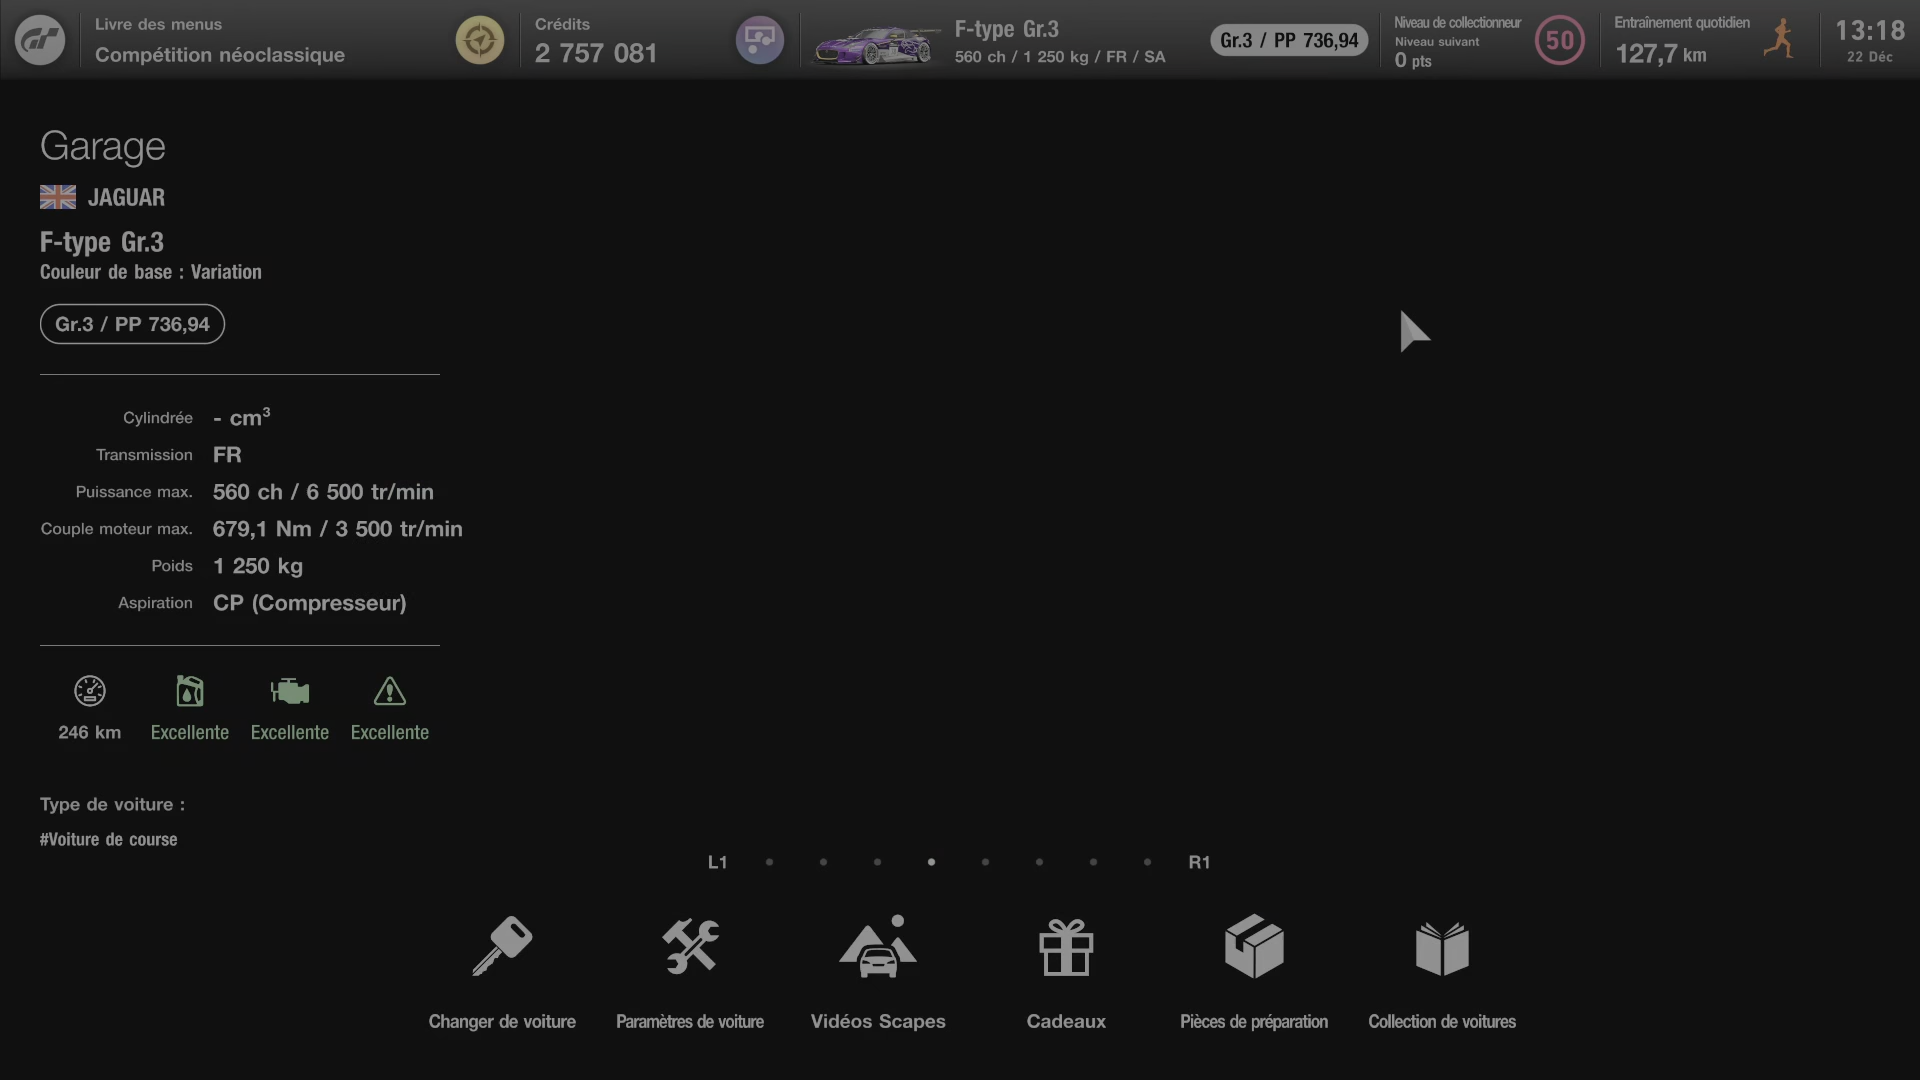 Livre des menus
Compétition néoclassique
Crédits
2 757 081
F-type Gr.3
560 ch / 1 250 kg / FR / SA
Gr.3 / PP 736,94
Niveau de collectionneur
Niveau suivant
0 pts
50
Entraînement quotidien
127,7 km
13:18
22 Déc
Garage
JAGUAR
F-type Gr.3
Couleur de base : Variation
Gr.3 / PP 736,94
Cylindrée - cm³
Transmission FR
Puissance max. 560 ch / 6 500 tr/min
Couple moteur max. 679,1 Nm / 3 500 tr/min
Poids 1 250 kg
Aspiration CP (Compresseur)
246 km Excellente Excellente Excellente
Type de voiture :
#Voiture de course
L1 R1
Changer de voiture Paramètres de voiture Vidéos Scapes Cadeaux Pièces de préparation Collection de voitures